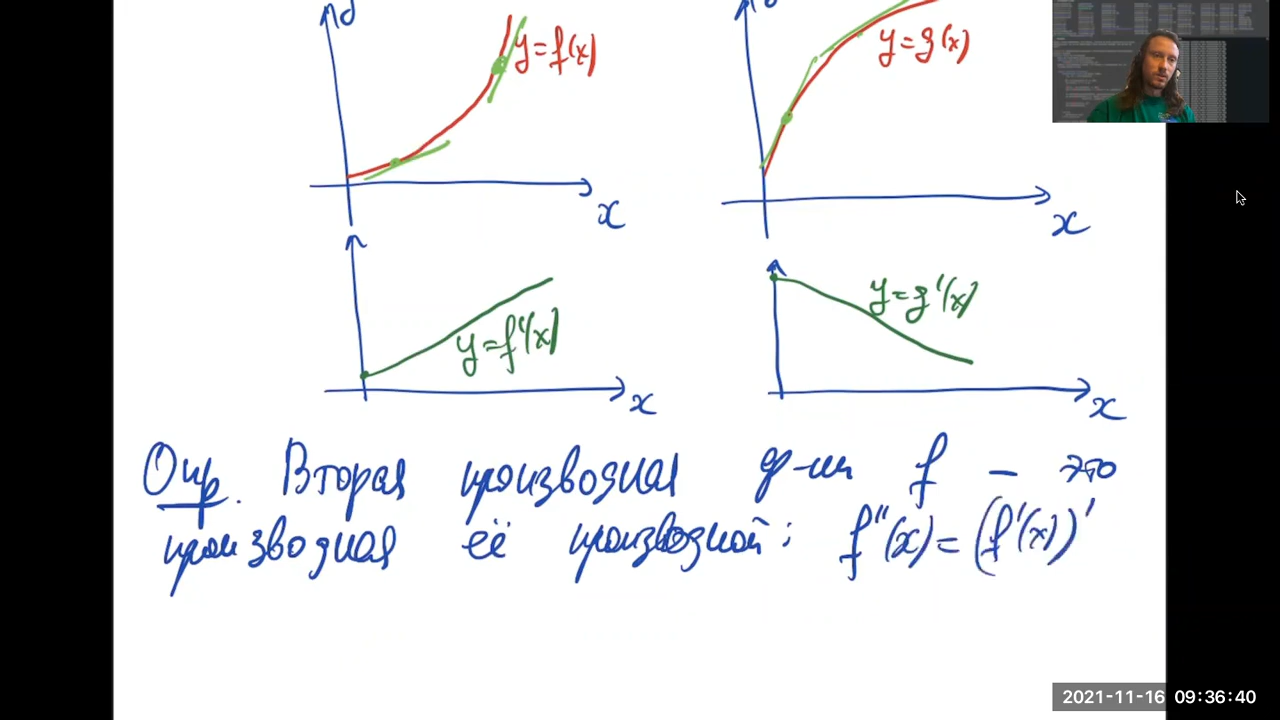 y=f(x)
y=g(x)
x
x
y=f'(x)
y=g'(x)
x
x
Опр. Вторая производная ф-ии f – это
производная её производной: f''(x)=(f'(x))'
2021-11-16 09:36:40